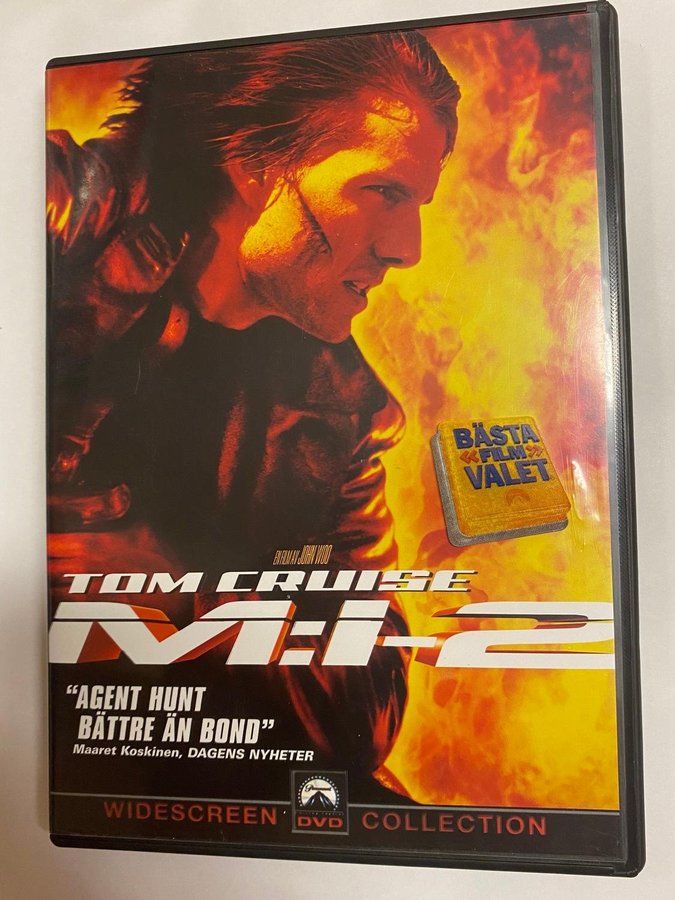 BÄSTA
«FILM»
VALET
EN FILM AV JOHN WOO
TOM CRUISE
M:I-2
"AGENT HUNT
BÄTTRE ÄN BOND"
Maaret Koskinen, DAGENS NYHETER
WIDESCREEN
Paramount
DVD
COLLECTION